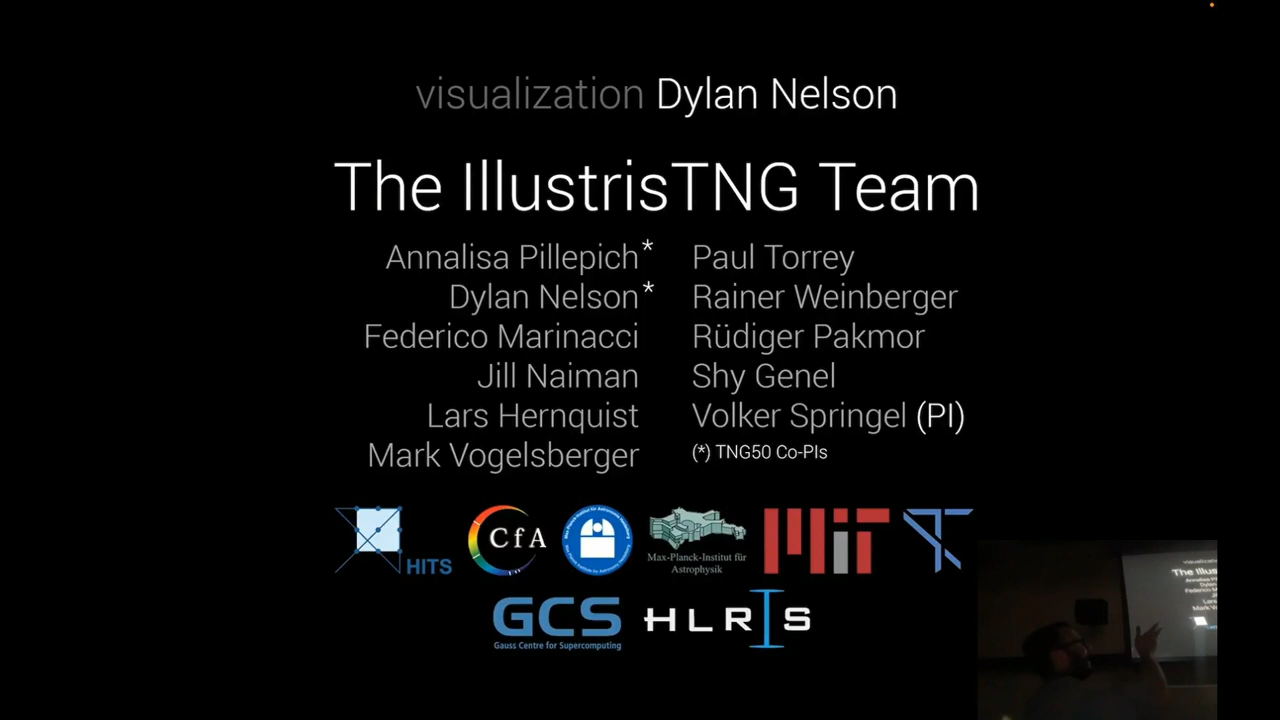 visualization Dylan Nelson
The IllustrisTNG Team
Annalisa Pillepich*
Dylan Nelson*
Federico Marinacci
Jill Naiman
Lars Hernquist
Mark Vogelsberger
Paul Torrey
Rainer Weinberger
Rüdiger Pakmor
Shy Genel
Volker Springel (PI)
(*) TNG50 Co-PIs
HITS
CfA
Max-Planck-Institut für
Astrophysik
MIT
GCS
Gauss Centre for Supercomputing
HLRIS